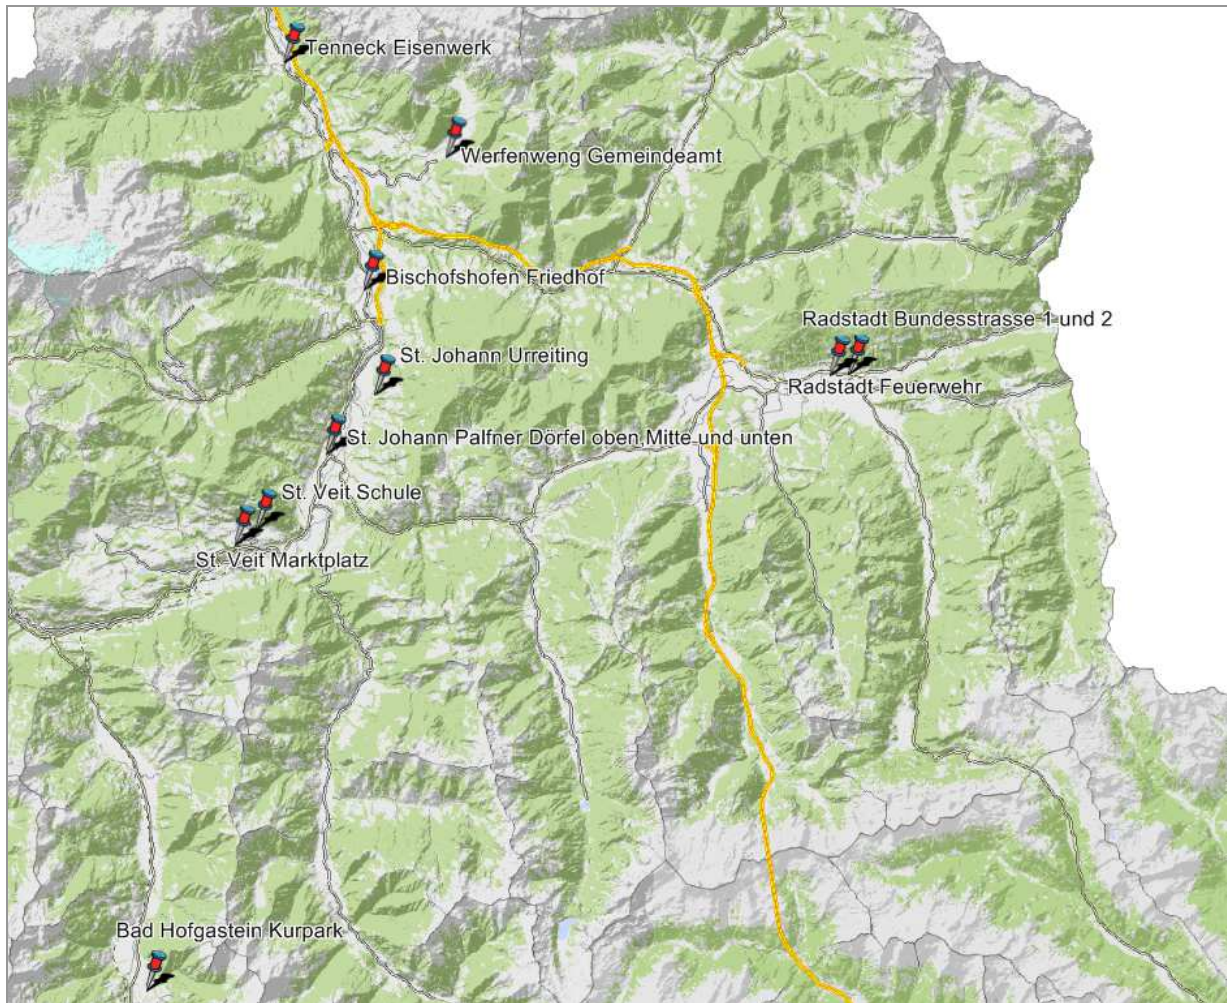 Tenneck Eisenwerk
Werfenweng Gemeindeamt
Bischofshofen Friedhof
Radstadt Bundesstrasse 1 und 2
St. Johann Urreiting
Radstadt Feuerwehr
St. Johann Palfner Dörfel oben,Mitte und unten
St. Veit Schule
St. Veit Marktplatz
Bad Hofgastein Kurpark